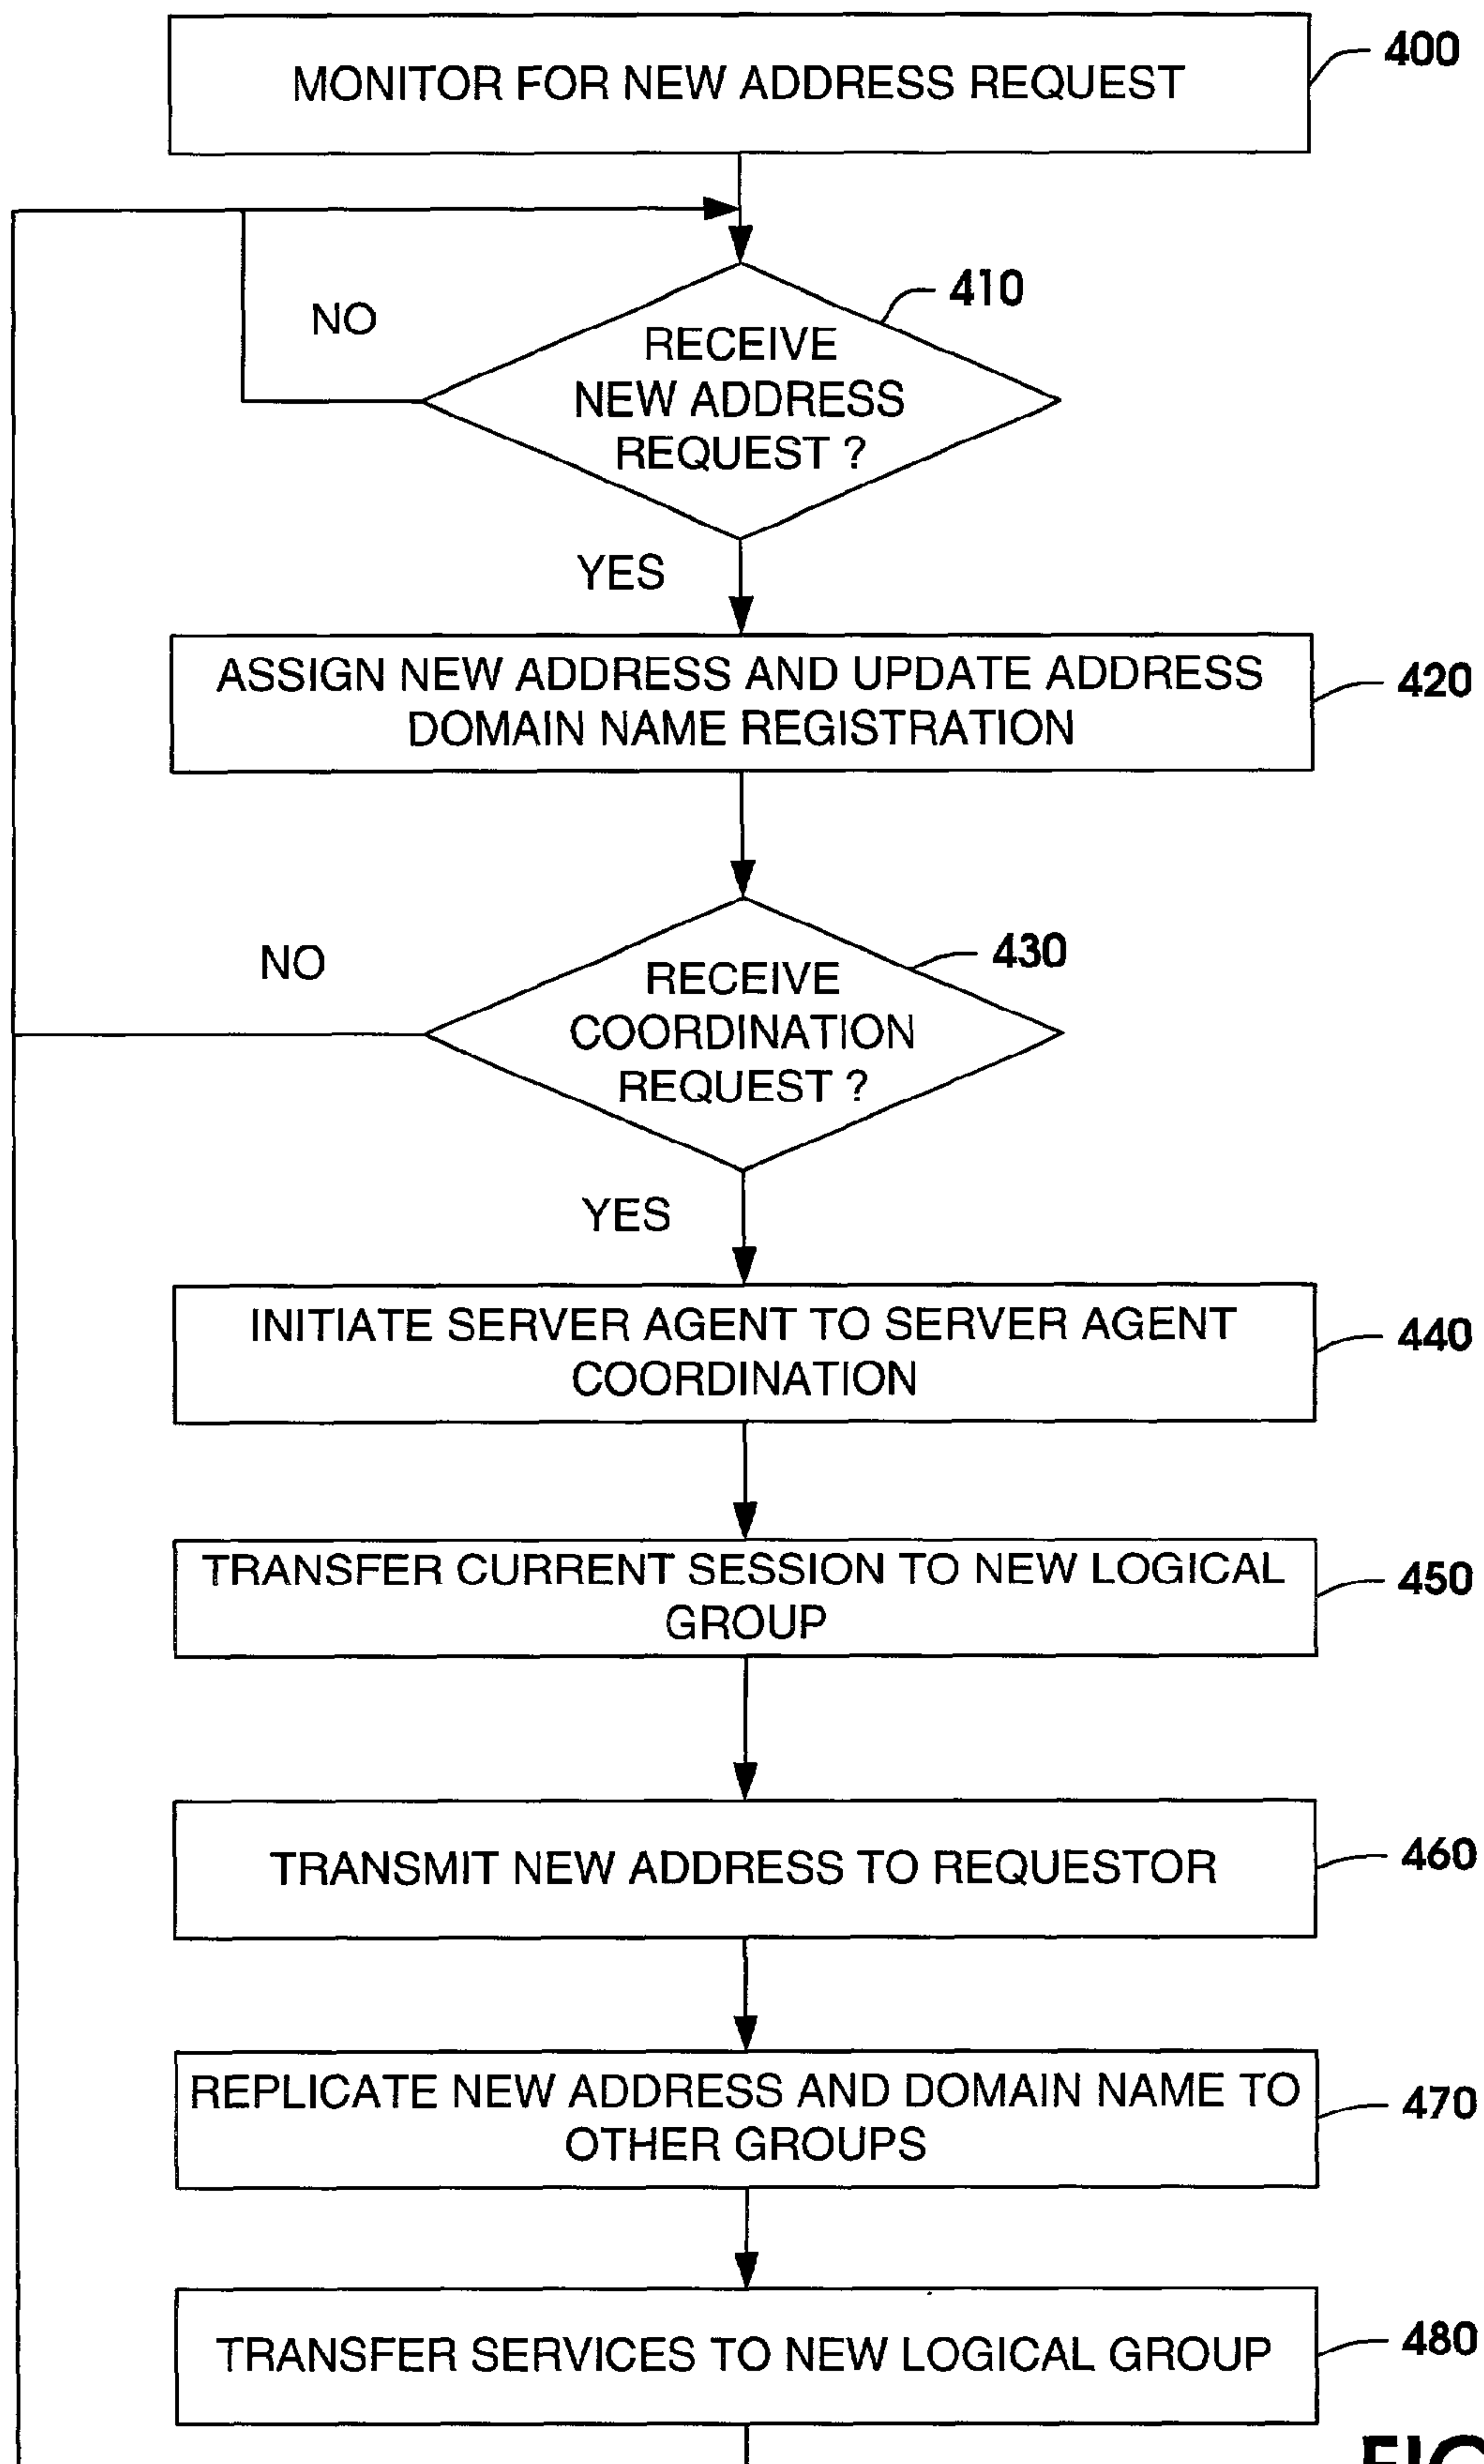 MONITOR FOR NEW ADDRESS REQUEST
400
NO
410
RECEIVE
NEW ADDRESS
REQUEST ?
YES
ASSIGN NEW ADDRESS AND UPDATE ADDRESS
DOMAIN NAME REGISTRATION
420
NO
430
RECEIVE
COORDINATION
REQUEST ?
YES
INITIATE SERVER AGENT TO SERVER AGENT
COORDINATION
440
TRANSFER CURRENT SESSION TO NEW LOGICAL
GROUP
450
TRANSMIT NEW ADDRESS TO REQUESTOR
460
REPLICATE NEW ADDRESS AND DOMAIN NAME TO
OTHER GROUPS
470
TRANSFER SERVICES TO NEW LOGICAL GROUP
480